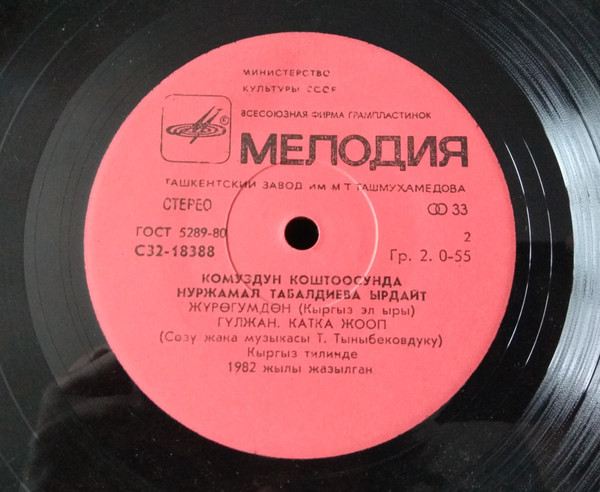 МИНИСТЕРСТВО
КУЛЬТУРЫ СССР
ВСЕСОЮЗНАЯ ФИРМА ГРАМПЛАСТИНОК
МЕЛОДИЯ
ТАШКЕНТСКИЙ ЗАВОД ИМ М Т ТАШМУХАМЕДОВА
СТЕРЕО
33
ГОСТ 5289-80
2
С32-18388
Гр. 2. 0-55
КОМУЗДУН КОШТООСУНДА
НУРЖАМАЛ ТАБАЛДИЕВА ЫРДАЙТ
ЖҮРӨГҮМДӨН (Кыргыз эл ыры)
ГҮЛЖАН. КАТКА ЖООП
(Сөзү жана музыкасы Т. Тыныбековдуку)
Кыргыз тилинде
1982 жылы жазылган